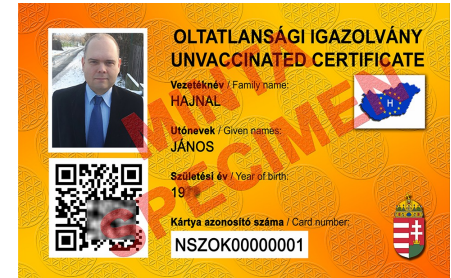 OLTATLANSÁGI IGAZOLVÁNY
UNVACCINATED CERTIFICATE
Vezetéknév / Family name:
HAJNAL
Utónevek / Given names:
JÁNOS
Születési év / Year of birth:
19
Kártya azonosító száma / Card number:
NSZOK00000001
MINTA
SPECIMEN
H